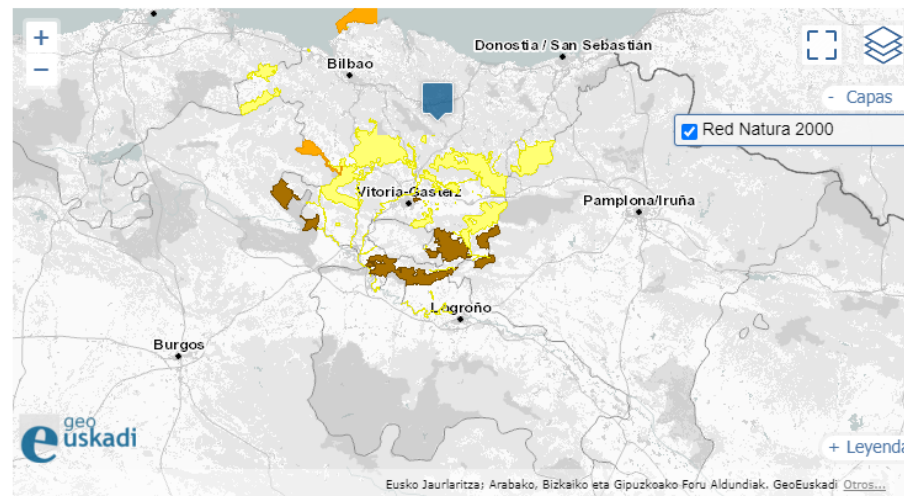 +
−
Donostia / San Sebastián
Bilbao
- Capas
Red Natura 2000
Vitoria-Gasteiz
Pamplona/Iruña
Logroño
Burgos
geo
euskadi
+ Leyenda
Eusko Jaurlaritza; Arabako, Bizkaiko eta Gipuzkoako Foru Aldundiak. GeoEuskadi Otros...